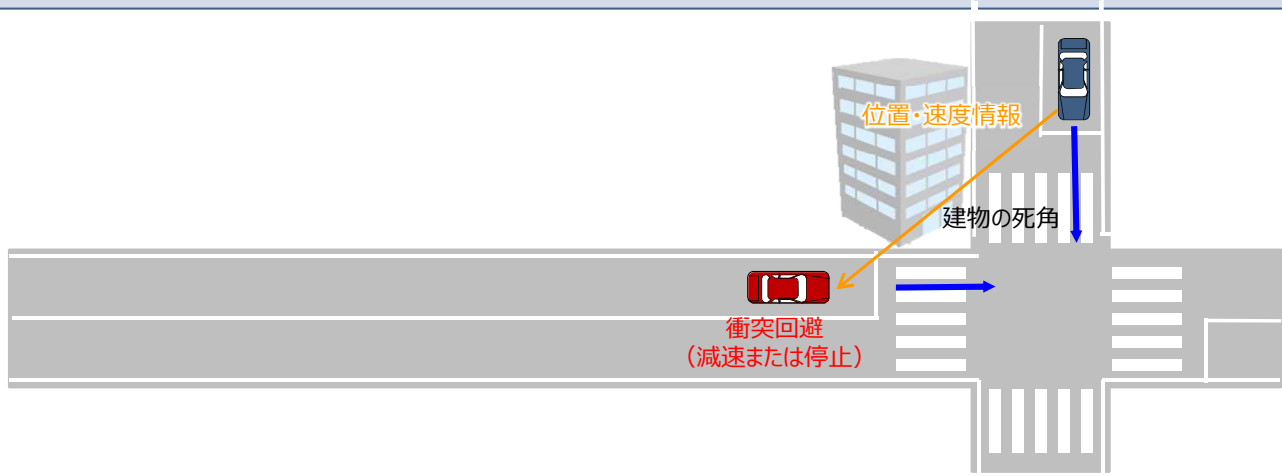 位置・速度情報
建物の死角
衝突回避
（減速または停止）